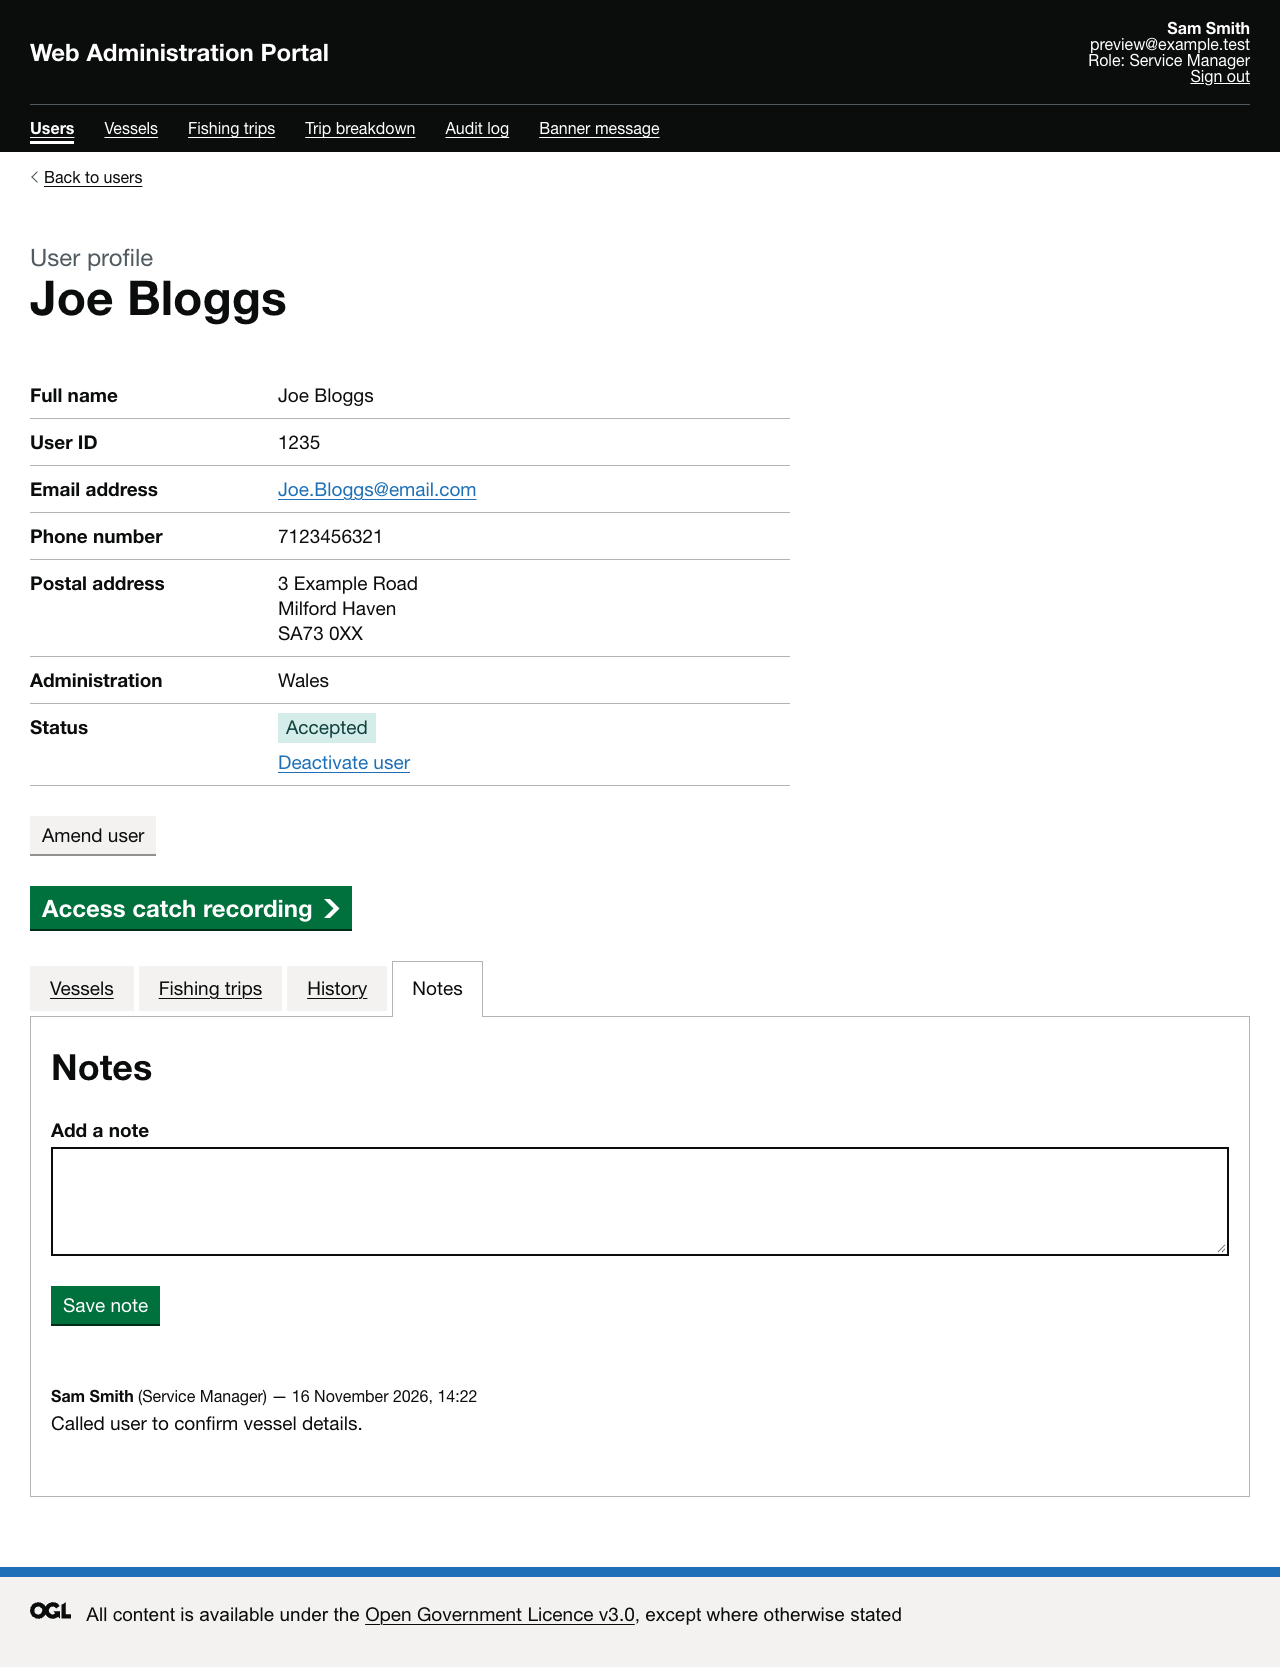 Web Administration Portal
Sam Smith
preview@example.test
Role: Service Manager
Sign out
Users Vessels Fishing trips Trip breakdown Audit log Banner message
Back to users
User profile
Joe Bloggs
Full name Joe Bloggs
User ID 1235
Email address Joe.Bloggs@email.com
Phone number 7123456321
Postal address 3 Example Road
Milford Haven
SA73 0XX
Administration Wales
Status Accepted
Deactivate user
Amend user
Access catch recording
Vessels Fishing trips History Notes
Notes
Add a note
Save note
Sam Smith (Service Manager) — 16 November 2026, 14:22
Called user to confirm vessel details.
OGL All content is available under the Open Government Licence v3.0, except where otherwise stated